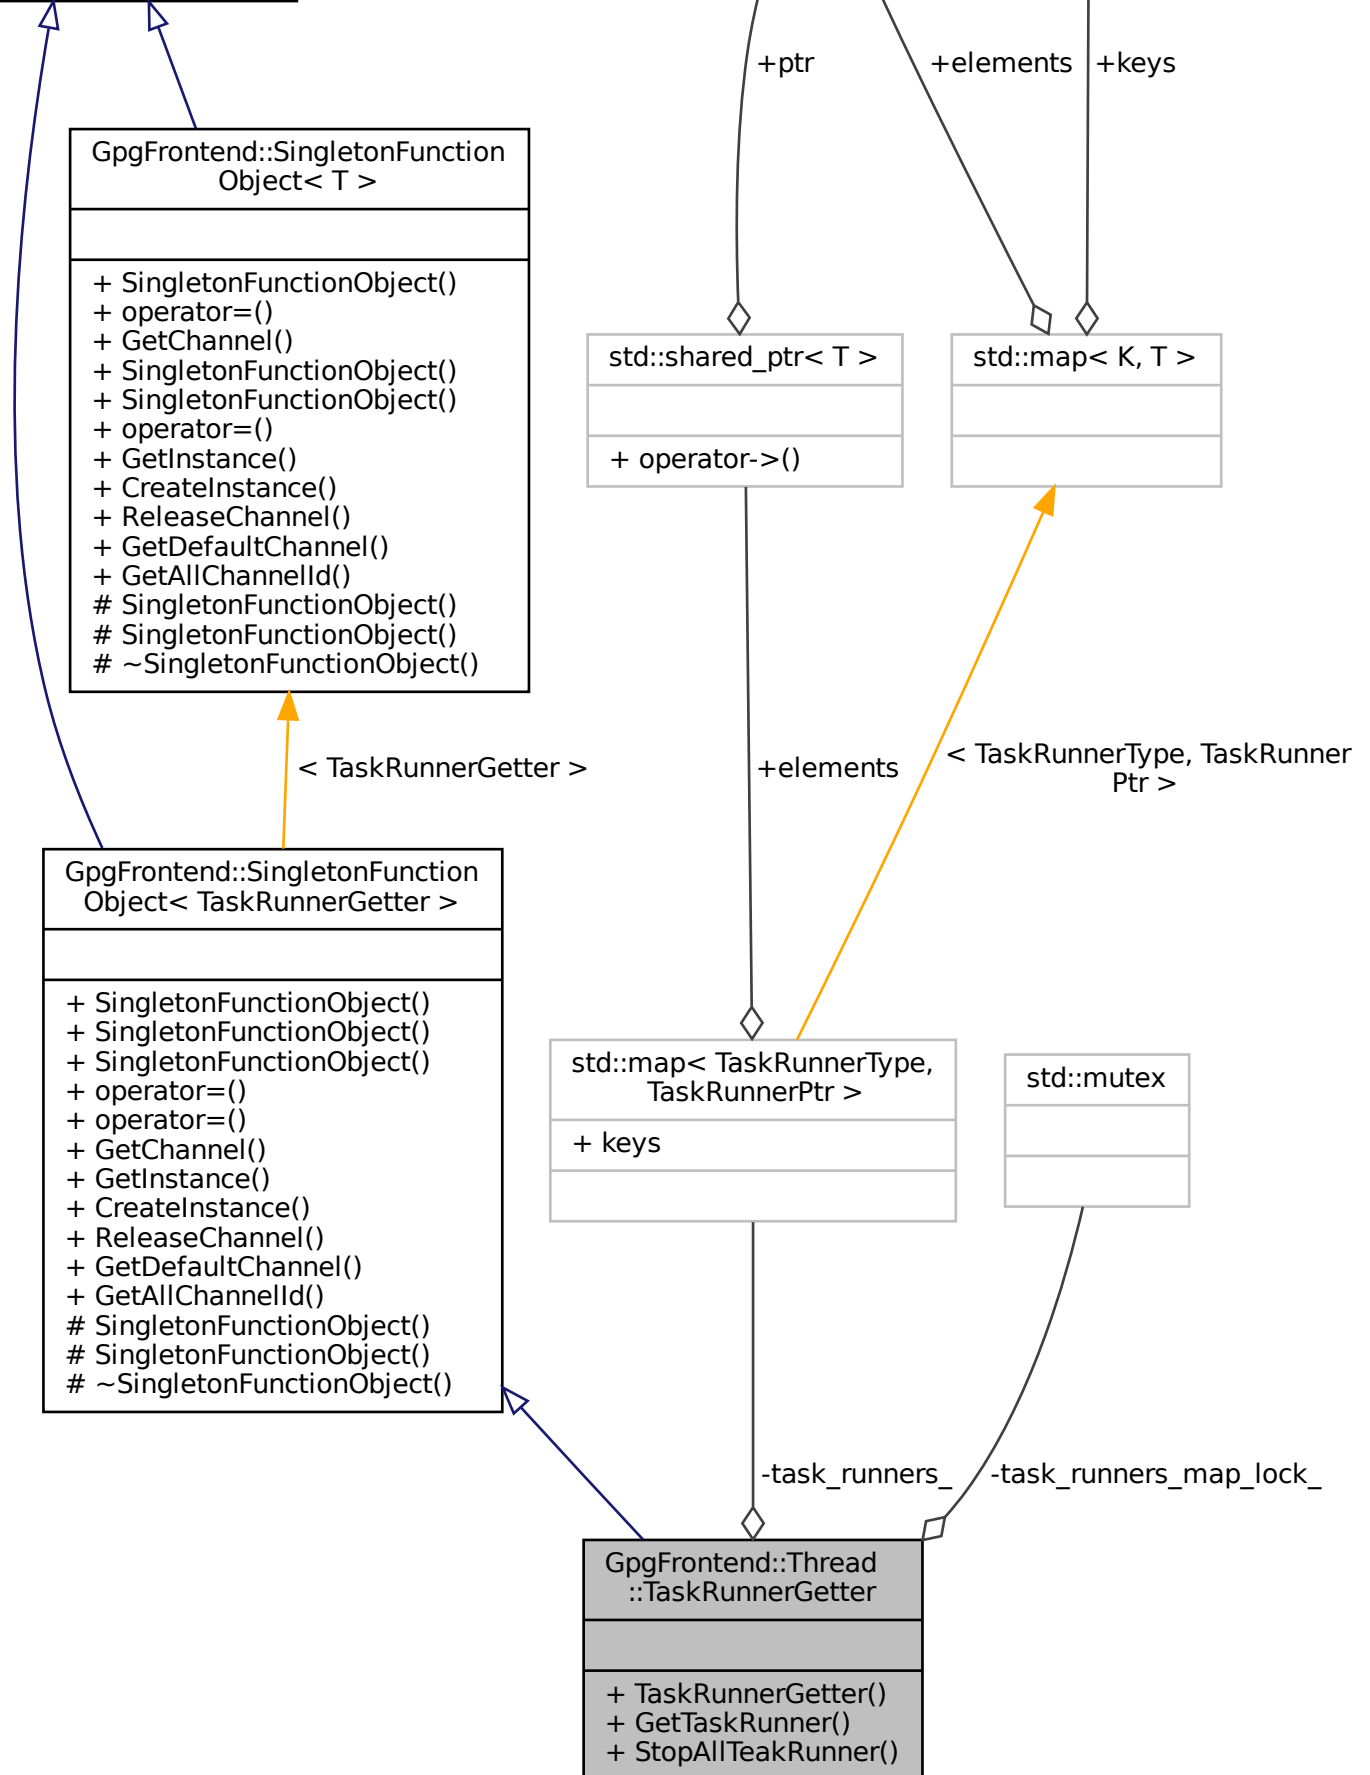 +ptr
+elements
+keys
GpgFrontend::SingletonFunction
Object< T >
+ SingletonFunctionObject()
+ operator=()
+ GetChannel()
+ SingletonFunctionObject()
+ SingletonFunctionObject()
+ operator=()
+ GetInstance()
+ CreateInstance()
+ ReleaseChannel()
+ GetDefaultChannel()
+ GetAllChannelId()
# SingletonFunctionObject()
# SingletonFunctionObject()
# ~SingletonFunctionObject()
std::shared_ptr< T >
+ operator->()
std::map< K, T >
< TaskRunnerGetter >
+elements
< TaskRunnerType, TaskRunner
Ptr >
GpgFrontend::SingletonFunction
Object< TaskRunnerGetter >
+ SingletonFunctionObject()
+ SingletonFunctionObject()
+ SingletonFunctionObject()
+ operator=()
+ operator=()
+ GetChannel()
+ GetInstance()
+ CreateInstance()
+ ReleaseChannel()
+ GetDefaultChannel()
+ GetAllChannelId()
# SingletonFunctionObject()
# SingletonFunctionObject()
# ~SingletonFunctionObject()
std::map< TaskRunnerType,
TaskRunnerPtr >
+ keys
std::mutex
-task_runners_
-task_runners_map_lock_
GpgFrontend::Thread
::TaskRunnerGetter
+ TaskRunnerGetter()
+ GetTaskRunner()
+ StopAllTeakRunner()